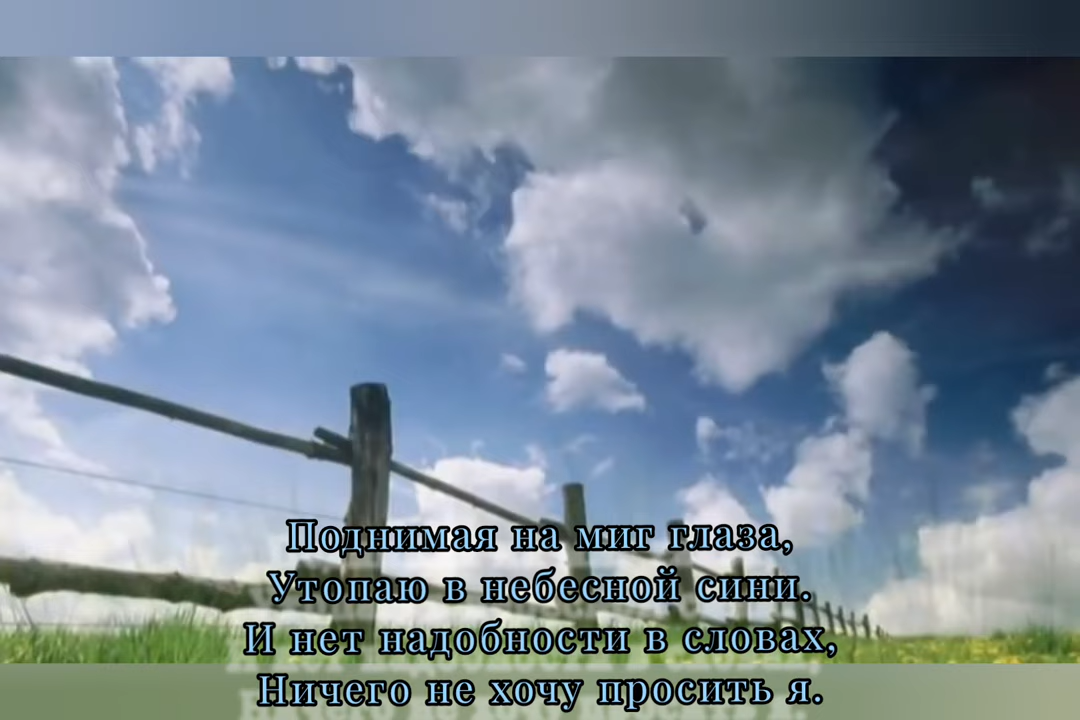 Поднимая на миг глаза,
Утопаю в небесной сини.
И нет надобности в словах,
Ничего не хочу просить я.